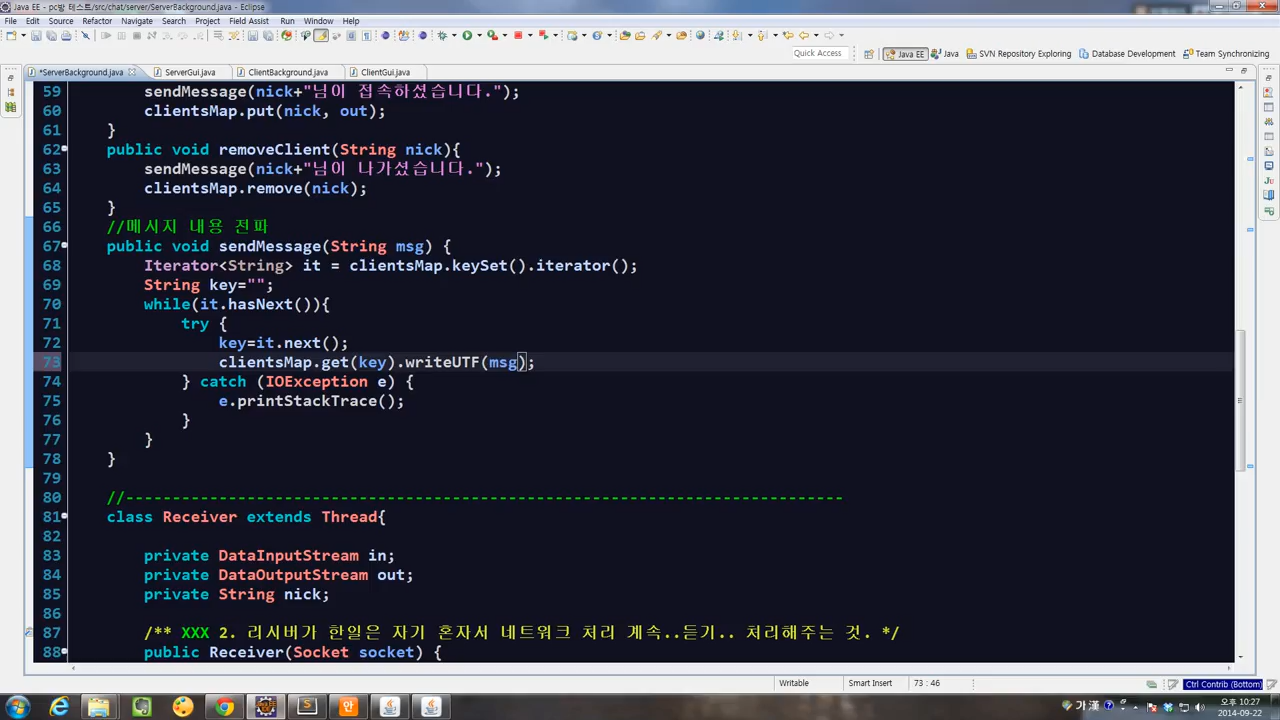 Java EE - pc방 테스트/src/chat/server/ServerBackground.java - Eclipse
File Edit Source Refactor Navigate Search Project Field Assist Run Window Help
Quick Access Java EE Java SVN Repository Exploring Database Development Team Synchronizing
*ServerBackground.java ServerGui.java ClientBackground.java ClientGui.java
59 sendMessage(nick+"님이 접속하셨습니다.");
60 clientsMap.put(nick, out);
61 }
62 public void removeClient(String nick){
63 sendMessage(nick+"님이 나가셨습니다.");
64 clientsMap.remove(nick);
65 }
66 //메시지 내용 전파
67 public void sendMessage(String msg) {
68 Iterator<String> it = clientsMap.keySet().iterator();
69 String key="";
70 while(it.hasNext()){
71 try {
72 key=it.next();
73 clientsMap.get(key).writeUTF(msg);
74 } catch (IOException e) {
75 e.printStackTrace();
76 }
77 }
78 }
79
80 //-----------------------------------------------------------------------------
81 class Receiver extends Thread{
82
83 private DataInputStream in;
84 private DataOutputStream out;
85 private String nick;
86
87 /** XXX 2. 리시버가 한일은 자기 혼자서 네트워크 처리 계속..듣기.. 처리해주는 것. */
88 public Receiver(Socket socket) {
Writable Smart Insert 73 : 46 Ctrl Contrib (Bottom)
가 漢 오후 10:27
2014-09-22